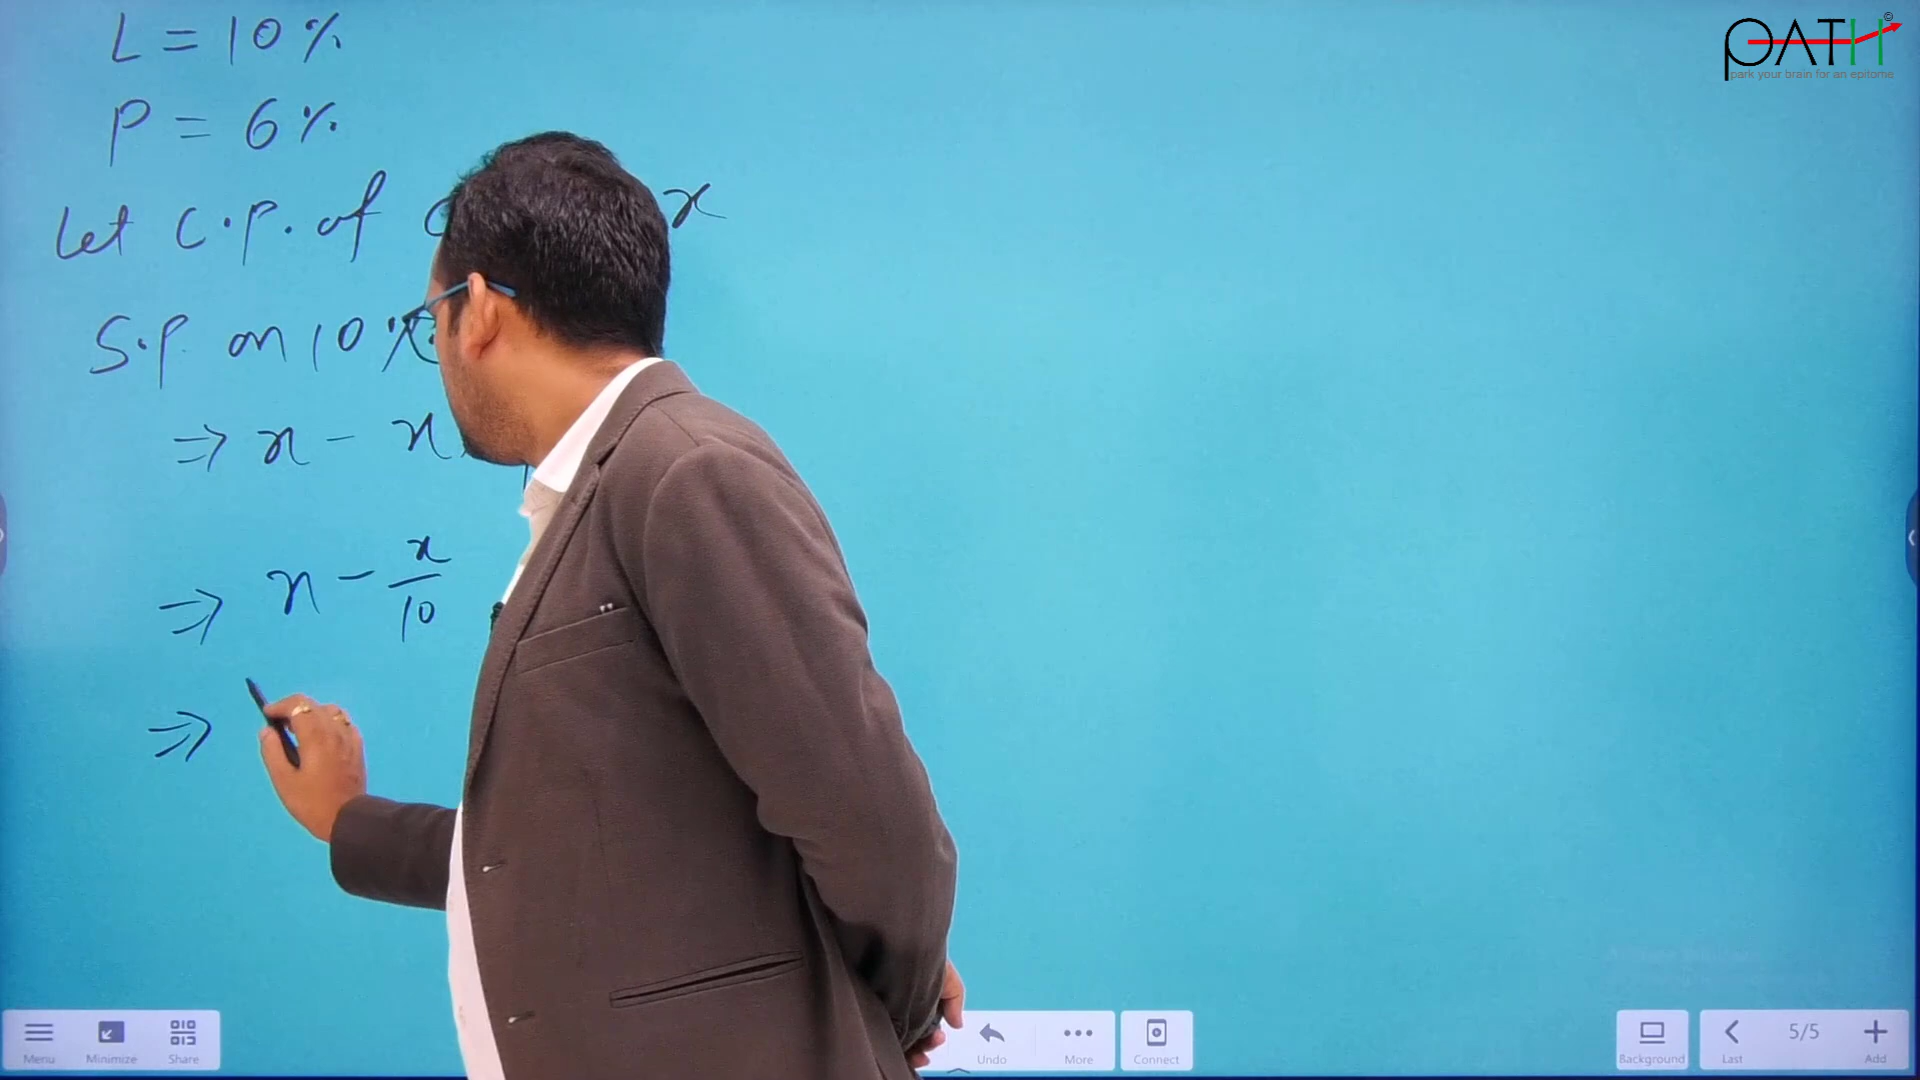 L = 10%
P = 6%
Let C.P. of x
S.P. on 10%
⇒ x - x
⇒ x - x/10
⇒
PATH©
park your brain for an epitome
Menu Minimize Share Undo More Connect Background Last 5/5 Add